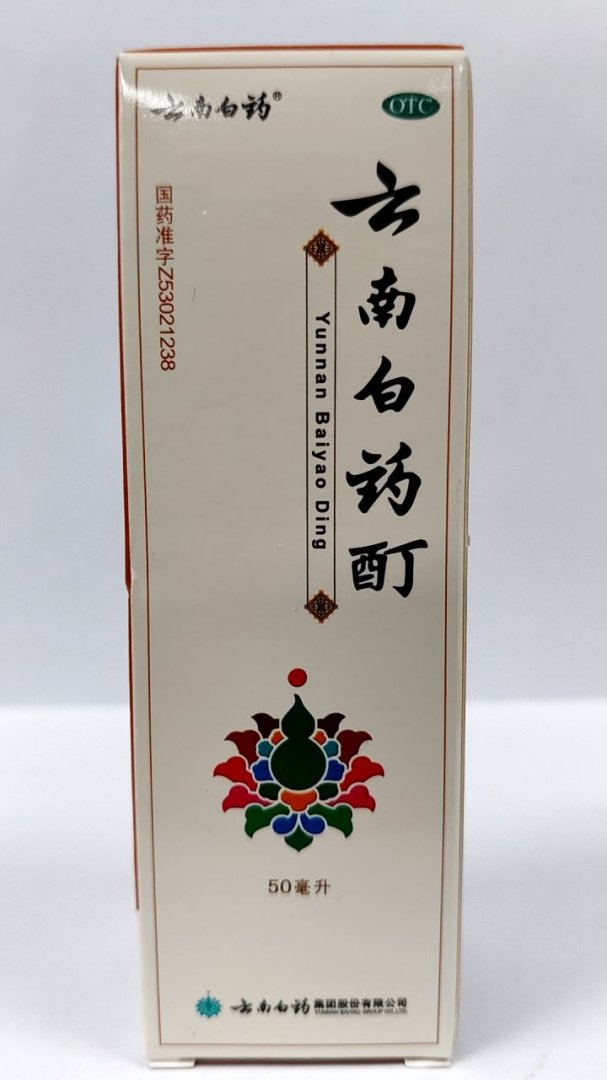 云南白药®
OTC
国药准字Z53021238
云南白药酊
Yunnan Baiyao Ding
50毫升
云南白药集团股份有限公司
YUNNAN BAIYAO GROUP CO.,LTD.